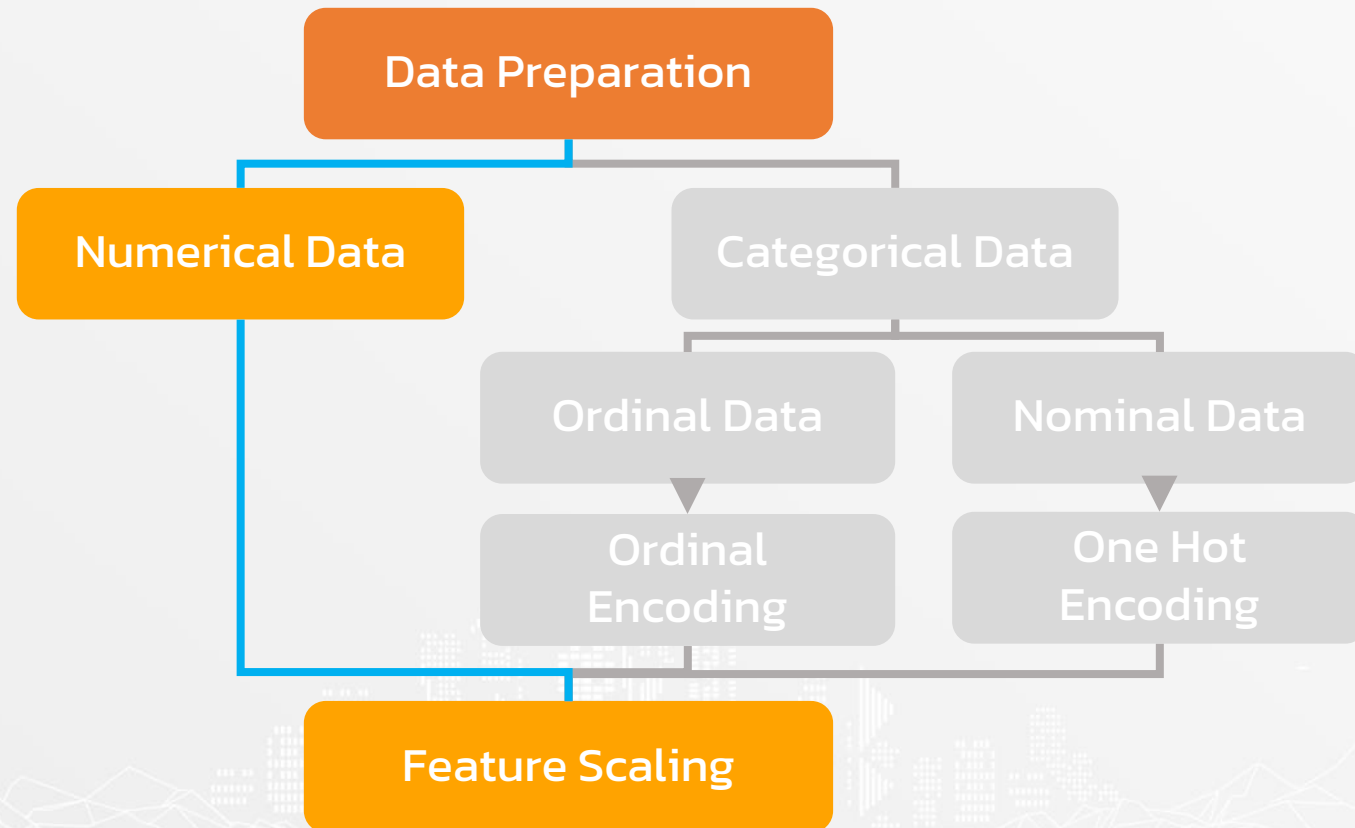 Data Preparation
Numerical Data
Categorical Data
Ordinal Data
Nominal Data
Ordinal
Encoding
One Hot
Encoding
Feature Scaling